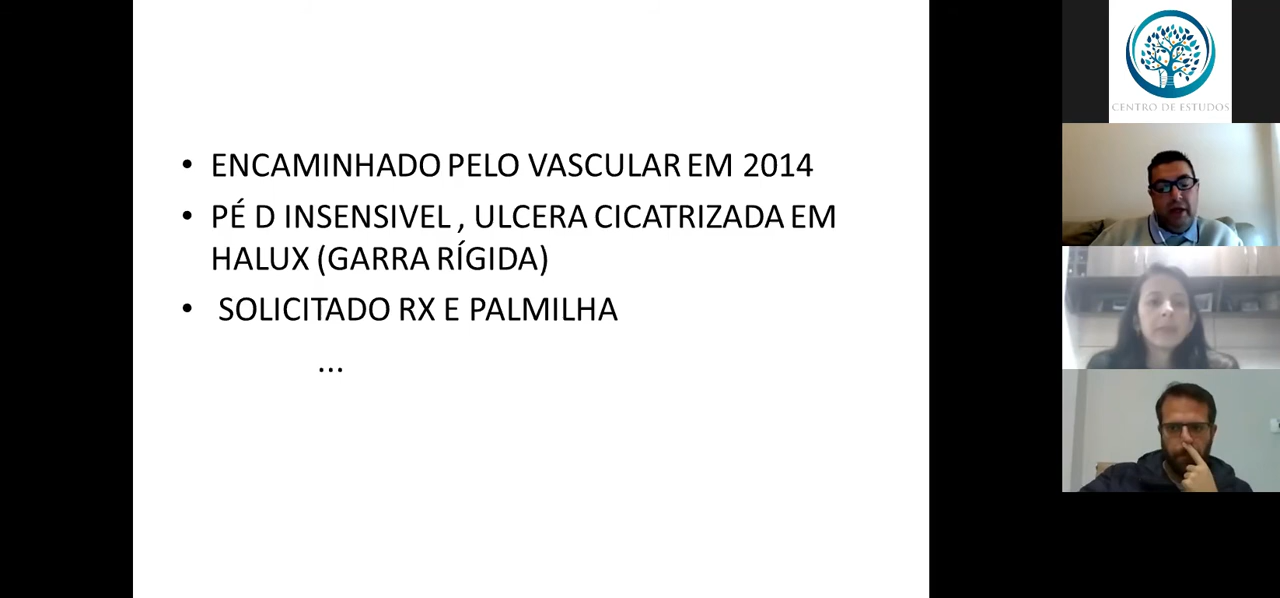 • ENCAMINHADO PELO VASCULAR EM 2014
• PÉ D INSENSIVEL , ULCERA CICATRIZADA EM
HALUX (GARRA RÍGIDA)
• SOLICITADO RX E PALMILHA
...
CENTRO DE ESTUDOS